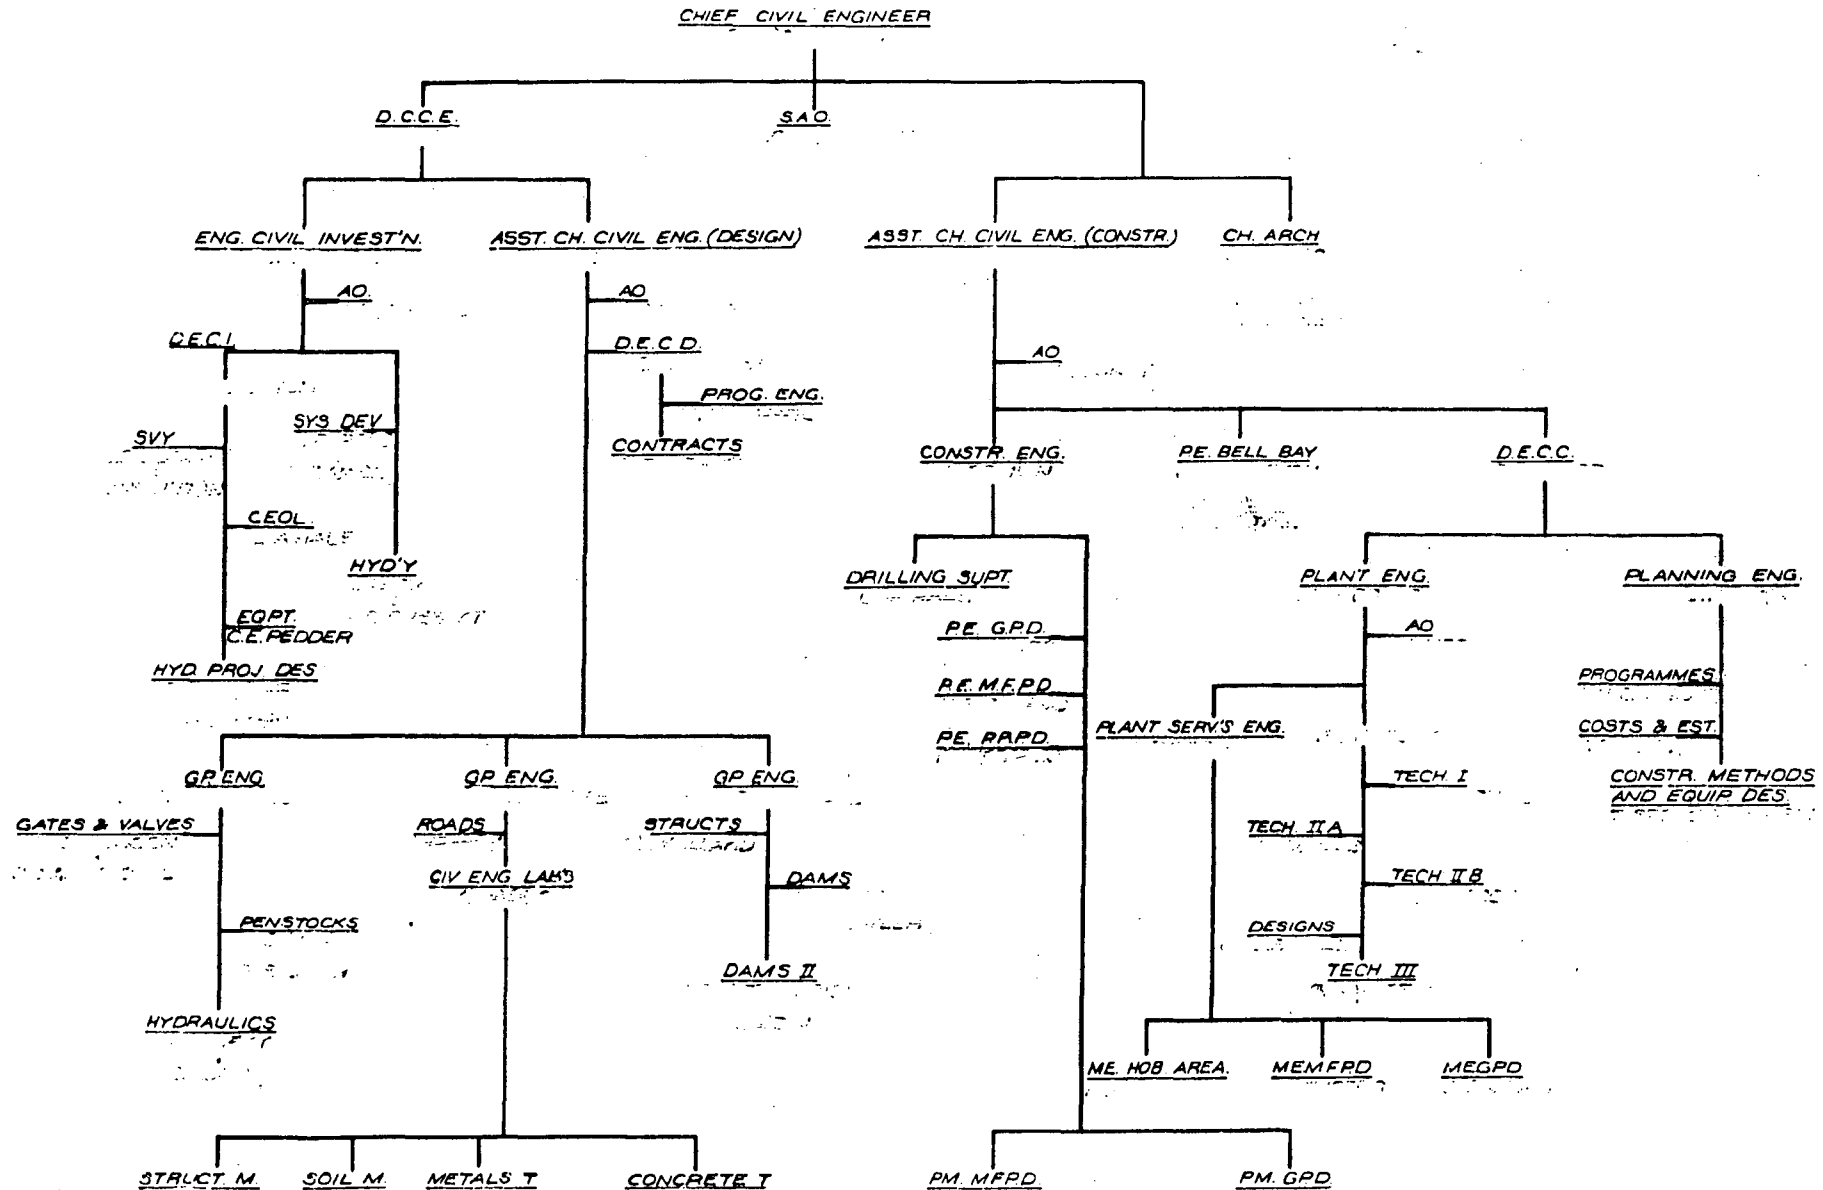 CHIEF CIVIL ENGINEER
D.C.C.E.
S.A.O.
ENG. CIVIL INVEST'N.
ASST. CH. CIVIL ENG. (DESIGN)
ASST. CH. CIVIL ENG. (CONSTR.)
CH. ARCH
AO.
AO
D.E.C.I.
D.E.C.D.
AO
PROG. ENG.
SYS DEV
SVY
CONTRACTS
CONSTR. ENG.
P.E. BELL BAY
D.E.C.C.
GEOL.
HYD'Y
DRILLING SUPT.
PLANT ENG.
PLANNING ENG.
EQPT.
C.E. PEDDER
P.E. G.P.D.
AO
HYD. PROJ. DES
P.E. M.F.P.D.
PROGRAMMES
PLANT SERV'S ENG.
P.E. P.R.P.D.
COSTS & EST.
GP. ENG
GP. ENG.
GP. ENG.
TECH I
CONSTR. METHODS
AND EQUIP. DES.
GATES & VALVES
ROADS
STRUCTS
TECH. II A
CIV ENG LAB'S
DAMS
TECH II B
PENSTOCKS
DESIGNS
DAMS II
TECH III
HYDRAULICS
ME. HOB. AREA.
MEMFPD
MEGPD
STRUCT. M.
SOIL M.
METALS T
CONCRETE T
PM. MFPD.
PM. GPD.